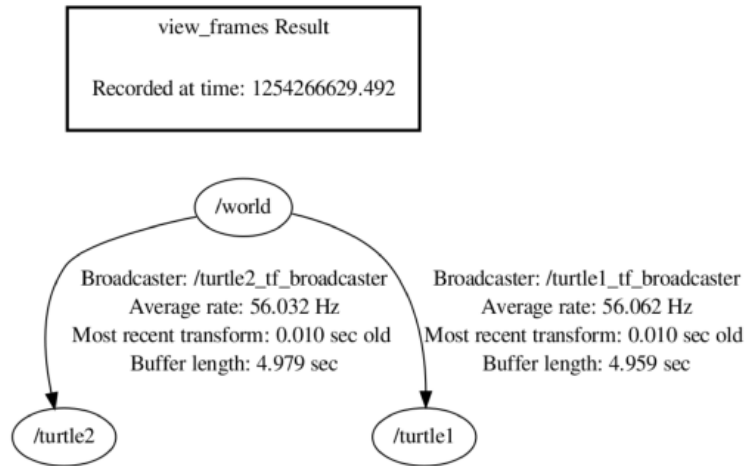 view_frames Result
Recorded at time: 1254266629.492
/world
Broadcaster: /turtle2_tf_broadcaster
Average rate: 56.032 Hz
Most recent transform: 0.010 sec old
Buffer length: 4.979 sec
Broadcaster: /turtle1_tf_broadcaster
Average rate: 56.062 Hz
Most recent transform: 0.010 sec old
Buffer length: 4.959 sec
/turtle2
/turtle1